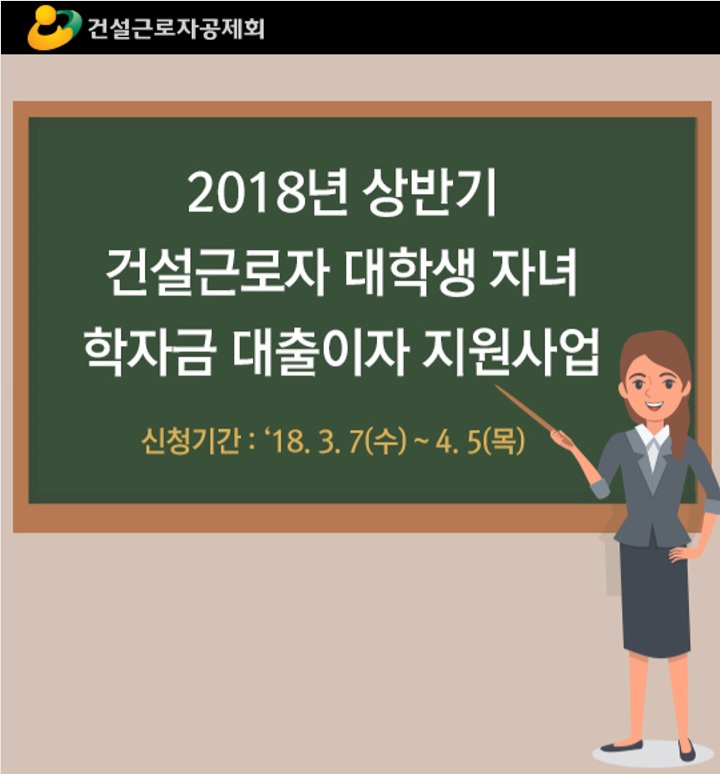 건설근로자공제회
2018년 상반기
건설근로자 대학생 자녀
학자금 대출이자 지원사업
신청기간 : ‘18. 3. 7(수) ~ 4. 5(목)